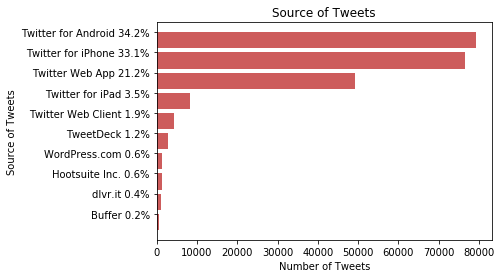 Source of Tweets
Twitter for Android 34.2%
Twitter for iPhone 33.1%
Twitter Web App 21.2%
Twitter for iPad 3.5%
Twitter Web Client 1.9%
TweetDeck 1.2%
WordPress.com 0.6%
Hootsuite Inc. 0.6%
dlvr.it 0.4%
Buffer 0.2%
Source of Tweets
0 10000 20000 30000 40000 50000 60000 70000 80000
Number of Tweets